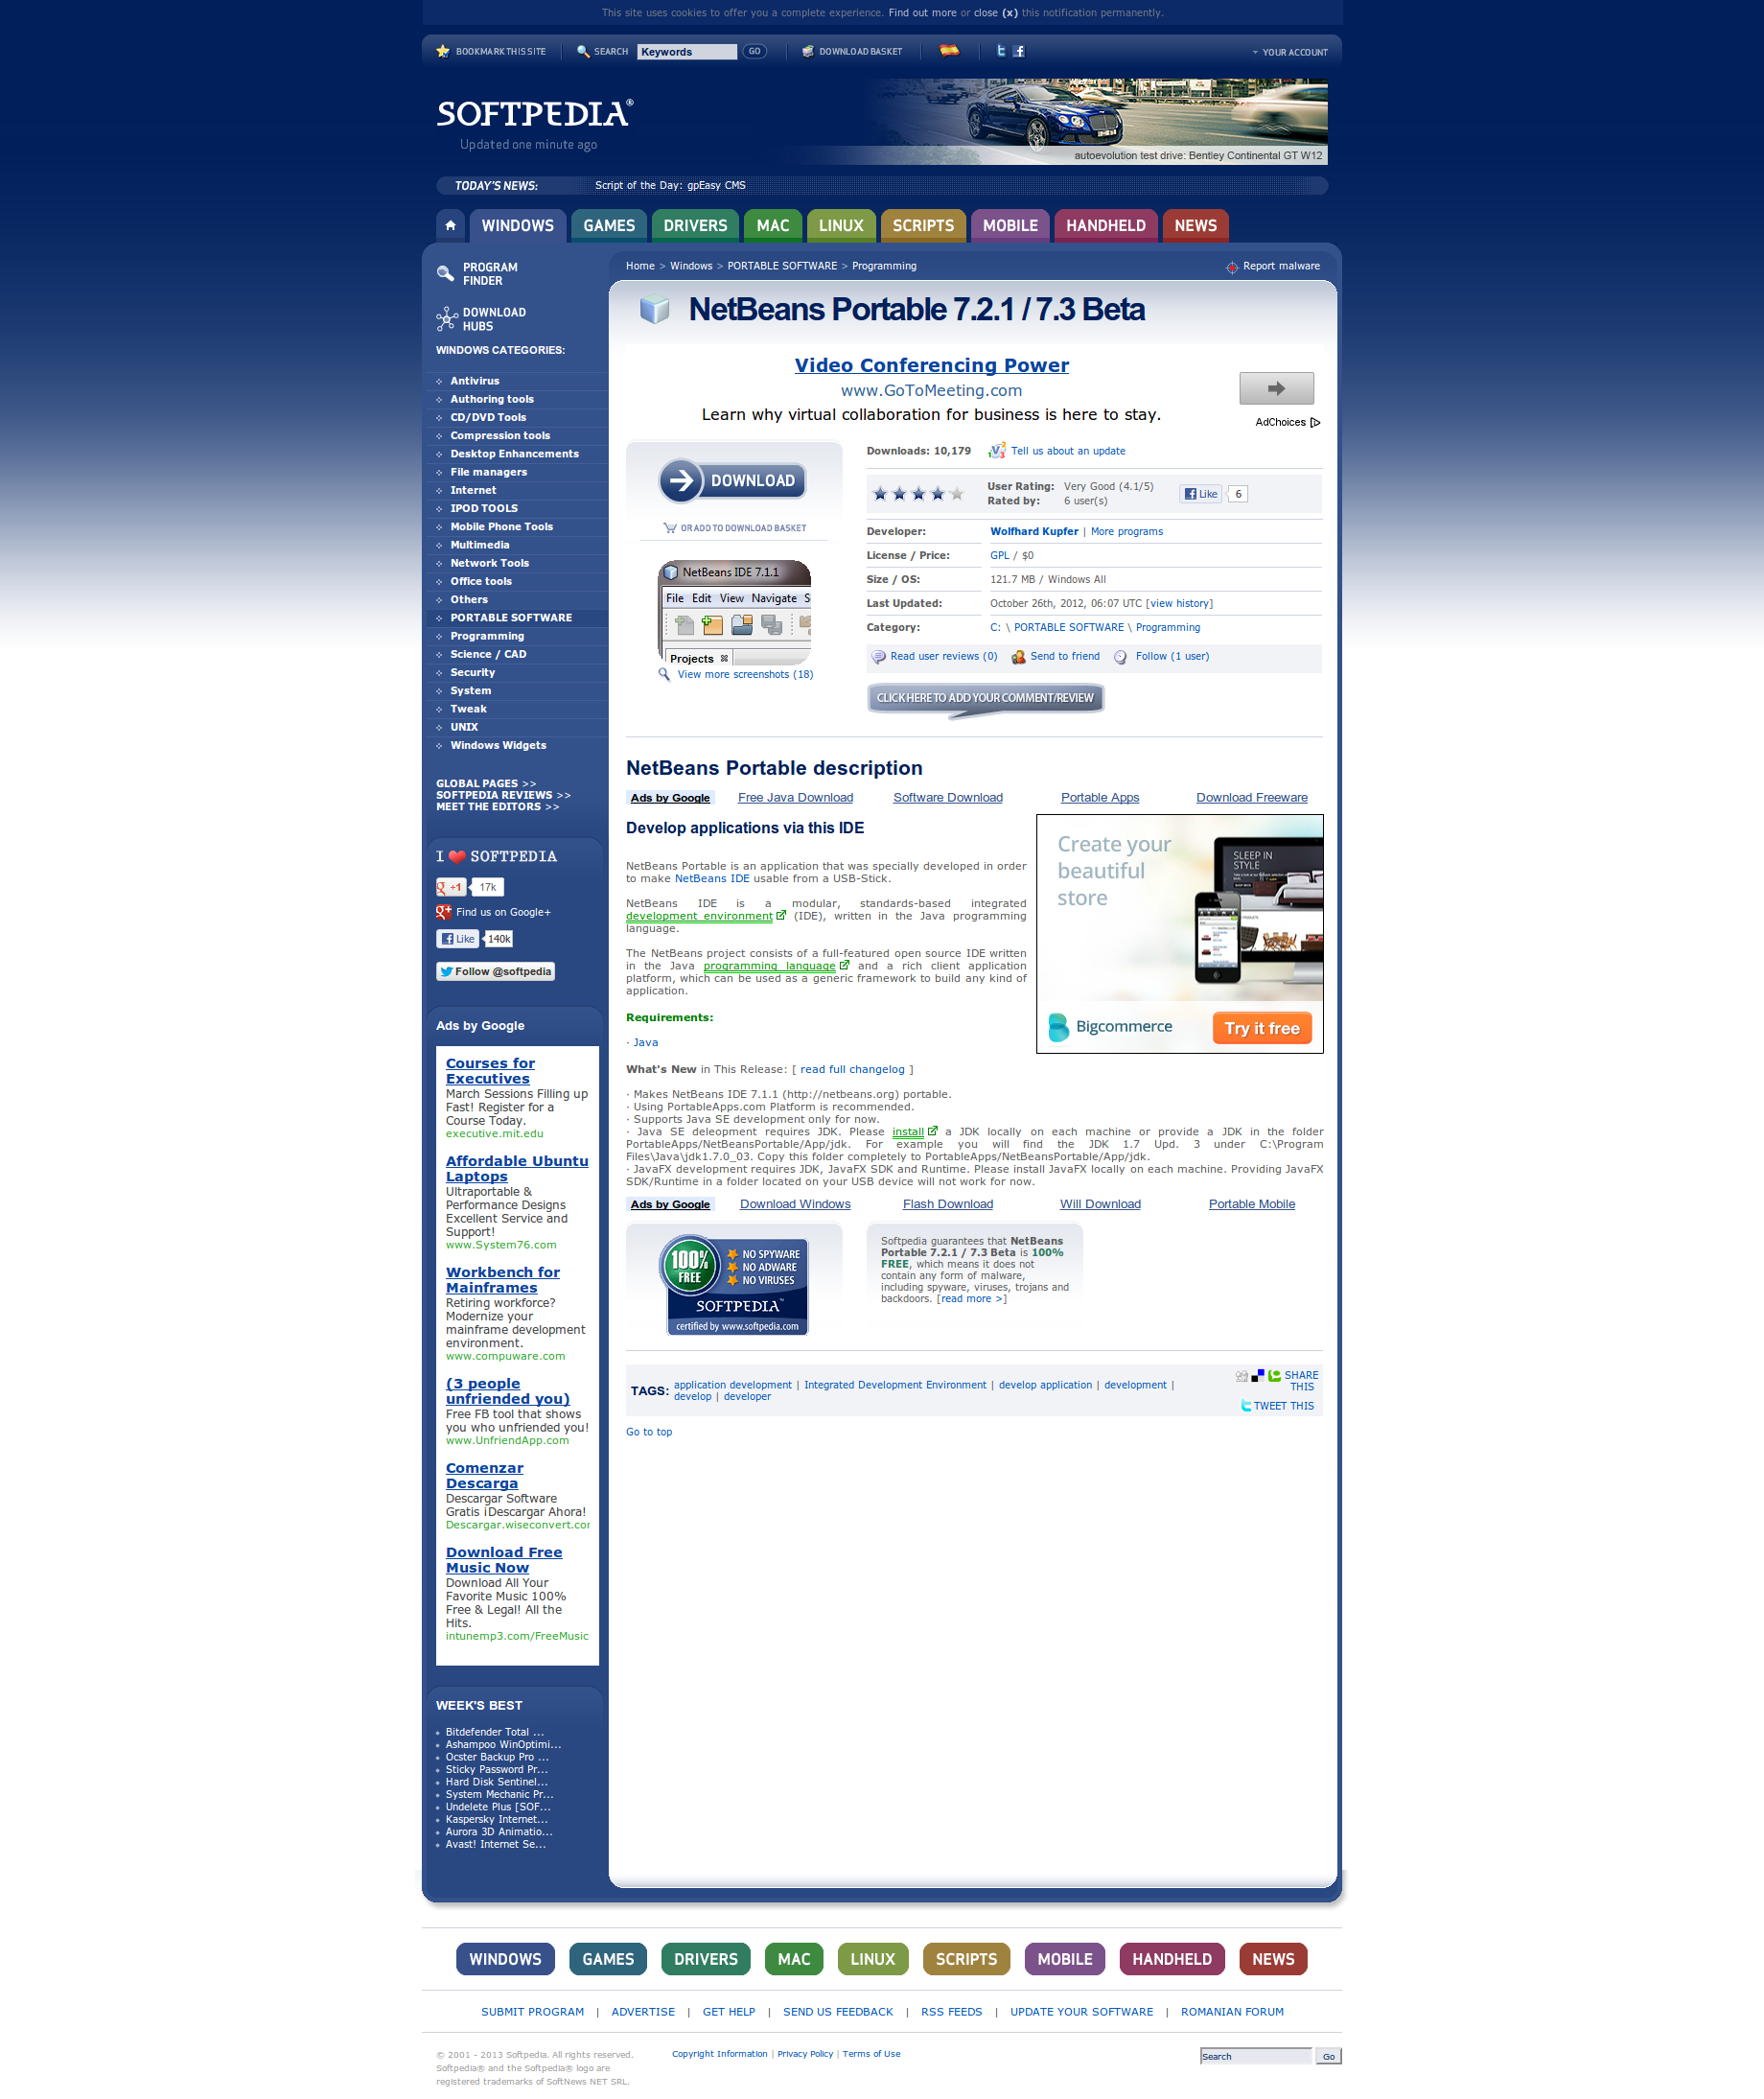 This site uses cookies to offer you a complete experience. Find out more or close (x) this notification permanently.
BOOKMARK THIS SITE
SEARCH Keywords GO
DOWNLOAD BASKET
YOUR ACCOUNT
SOFTPEDIA®
Updated one minute ago
autoevolution test drive: Bentley Continental GT W12
TODAY'S NEWS: Script of the Day: gpEasy CMS
WINDOWS GAMES DRIVERS MAC LINUX SCRIPTS MOBILE HANDHELD NEWS
PROGRAM
FINDER
DOWNLOAD
HUBS
WINDOWS CATEGORIES:
Antivirus
Authoring tools
CD/DVD Tools
Compression tools
Desktop Enhancements
File managers
Internet
IPOD TOOLS
Mobile Phone Tools
Multimedia
Network Tools
Office tools
Others
PORTABLE SOFTWARE
Programming
Science / CAD
Security
System
Tweak
UNIX
Windows Widgets
GLOBAL PAGES >>
SOFTPEDIA REVIEWS >>
MEET THE EDITORS >>
I SOFTPEDIA
+1 17k
Find us on Google+
Like 140k
Follow @softpedia
Ads by Google
Courses for
Executives
March Sessions Filling up
Fast! Register for a
Course Today.
executive.mit.edu
Affordable Ubuntu
Laptops
Ultraportable &
Performance Designs
Excellent Service and
Support!
www.System76.com
Workbench for
Mainframes
Retiring workforce?
Modernize your
mainframe development
environment.
www.compuware.com
(3 people
unfriended you)
Free FB tool that shows
you who unfriended you!
www.UnfriendApp.com
Comenzar
Descarga
Descargar Software
Gratis ¡Descargar Ahora!
Descargar.wiseconvert.com
Download Free
Music Now
Download All Your
Favorite Music 100%
Free & Legal! All the
Hits.
intunemp3.com/FreeMusic
WEEK'S BEST
Bitdefender Total ...
Ashampoo WinOptimi...
Ocster Backup Pro ...
Sticky Password Pr...
Hard Disk Sentinel...
System Mechanic Pr...
Undelete Plus [SOF...
Kaspersky Internet...
Aurora 3D Animatio...
Avast! Internet Se...
Home > Windows > PORTABLE SOFTWARE > Programming
Report malware
NetBeans Portable 7.2.1 / 7.3 Beta
Video Conferencing Power
www.GoToMeeting.com
Learn why virtual collaboration for business is here to stay.
AdChoices
DOWNLOAD
OR ADD TO DOWNLOAD BASKET
NetBeans IDE 7.1.1
File Edit View Navigate S
Projects
View more screenshots (18)
Downloads: 10,179 Tell us about an update
User Rating: Very Good (4.1/5)
Rated by: 6 user(s)
Like 6
Developer: Wolfhard Kupfer | More programs
License / Price: GPL / $0
Size / OS: 121.7 MB / Windows All
Last Updated: October 26th, 2012, 06:07 UTC [view history]
Category: C: \ PORTABLE SOFTWARE \ Programming
Read user reviews (0) Send to friend Follow (1 user)
CLICK HERE TO ADD YOUR COMMENT/REVIEW
NetBeans Portable description
Ads by Google Free Java Download Software Download Portable Apps Download Freeware
Develop applications via this IDE
NetBeans Portable is an application that was specially developed in order
to make NetBeans IDE usable from a USB-Stick.
NetBeans IDE is a modular, standards-based integrated
development environment (IDE), written in the Java programming
language.
The NetBeans project consists of a full-featured open source IDE written
in the Java programming language and a rich client application
platform, which can be used as a generic framework to build any kind of
application.
Create your
beautiful
store
SLEEP IN
STYLE
Bigcommerce
Try it free
Requirements:
· Java
What's New in This Release: [ read full changelog ]
· Makes NetBeans IDE 7.1.1 (http://netbeans.org) portable.
· Using PortableApps.com Platform is recommended.
· Supports Java SE development only for now.
· Java SE deleopment requires JDK. Please install a JDK locally on each machine or provide a JDK in the folder
PortableApps/NetBeansPortable/App/jdk. For example you will find the JDK 1.7 Upd. 3 under C:\Program
Files\Java\jdk1.7.0_03. Copy this folder completely to PortableApps/NetBeansPortable/App/jdk.
· JavaFX development requires JDK, JavaFX SDK and Runtime. Please install JavaFX locally on each machine. Providing JavaFX
SDK/Runtime in a folder located on your USB device will not work for now.
Ads by Google Download Windows Flash Download Will Download Portable Mobile
100%
FREE
NO SPYWARE
NO ADWARE
NO VIRUSES
SOFTPEDIA™
certified by www.softpedia.com
Softpedia guarantees that NetBeans
Portable 7.2.1 / 7.3 Beta is 100%
FREE, which means it does not
contain any form of malware,
including spyware, viruses, trojans and
backdoors. [read more >]
TAGS: application development | Integrated Development Environment | develop application | development |
develop | developer
SHARE
THIS
TWEET THIS
Go to top
WINDOWS GAMES DRIVERS MAC LINUX SCRIPTS MOBILE HANDHELD NEWS
SUBMIT PROGRAM | ADVERTISE | GET HELP | SEND US FEEDBACK | RSS FEEDS | UPDATE YOUR SOFTWARE | ROMANIAN FORUM
© 2001 - 2013 Softpedia. All rights reserved.
Softpedia® and the Softpedia® logo are
registered trademarks of SoftNews NET SRL.
Copyright Information | Privacy Policy | Terms of Use
Search Go